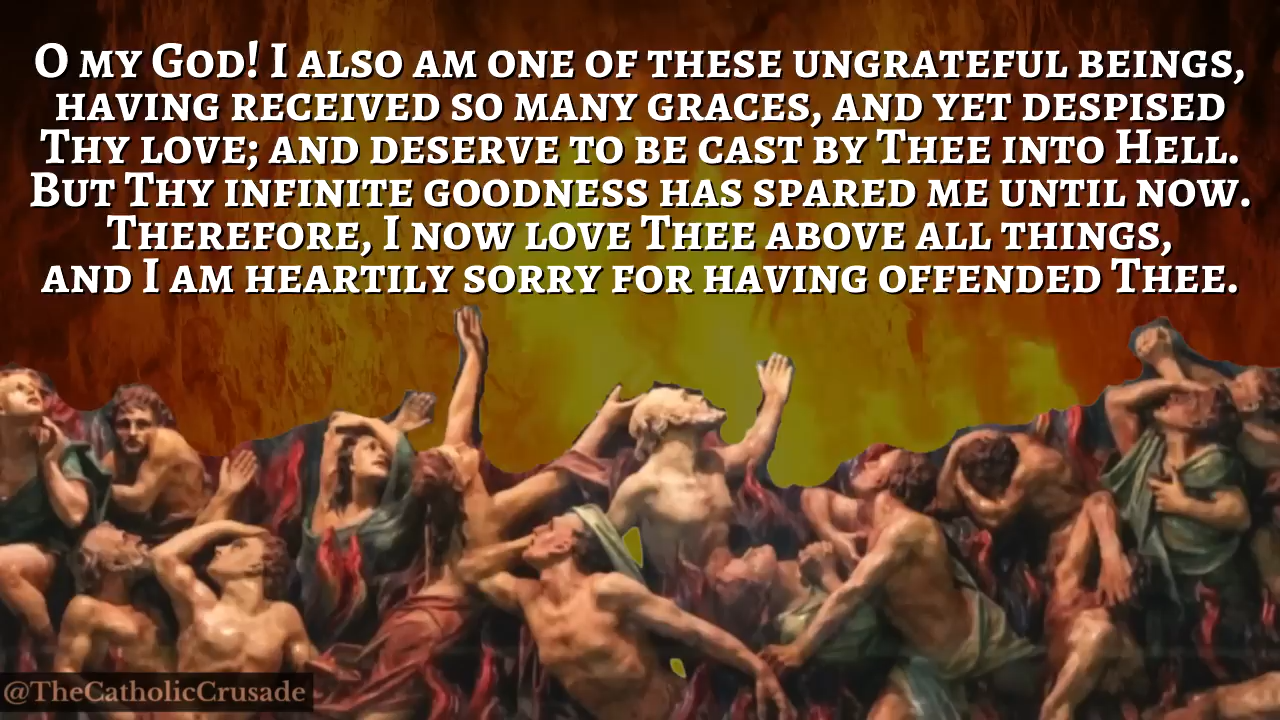 O my God! I also am one of these ungrateful beings,
having received so many graces, and yet despised
Thy love; and deserve to be cast by Thee into Hell.
But Thy infinite goodness has spared me until now.
Therefore, I now love Thee above all things,
and I am heartily sorry for having offended Thee.
@TheCatholicCrusade